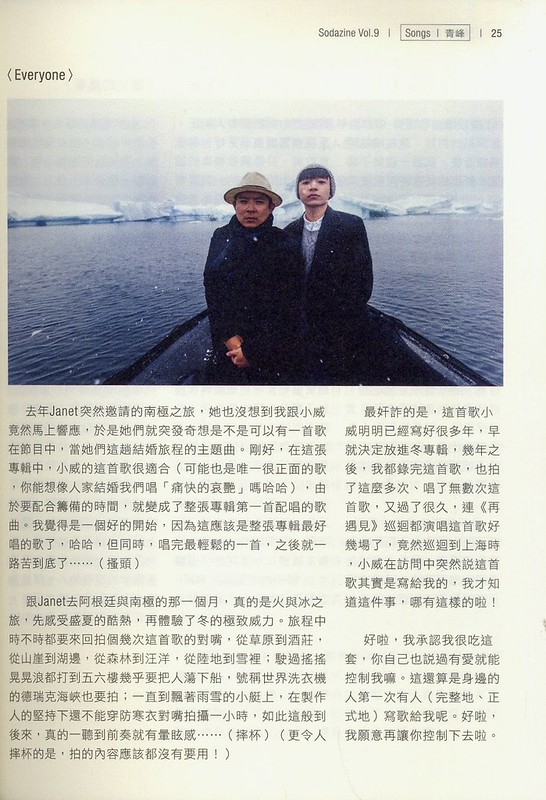 Sodazine Vol.9 | Songs | 青峰 | 25
〈Everyone〉
去年Janet突然邀請的南極之旅，她也沒想到我跟小威
竟然馬上響應，於是她們就突發奇想是不是可以有一首歌
在節目中，當她們這趟結婚旅程的主題曲。剛好，在這張
專輯中，小威的這首歌很適合（可能也是唯一很正面的歌
，你能想像人家結婚我們唱「痛快的哀艷」嗎哈哈），由
於要配合籌備的時間，就變成了整張專輯第一首配唱的歌
曲。我覺得是一個好的開始，因為這應該是整張專輯最好
唱的歌了，哈哈，但同時，唱完最輕鬆的一首，之後就一
路苦到底了……（搔頭）
跟Janet去阿根廷與南極的那一個月，真的是火與冰之
旅，先感受盛夏的酷熱，再體驗了冬的極致威力。旅程中
時不時都要來回拍個幾次這首歌的對嘴，從草原到酒莊，
從山崖到湖邊，從森林到汪洋，從陸地到雪裡；駛過搖搖
晃晃浪都打到五六樓幾乎要把人蕩下船，號稱世界洗衣機
的德瑞克海峽也要拍；一直到飄著雨雪的小艇上，在製作
人的堅持下還不能穿防寒衣對嘴拍攝一小時，如此這般到
後來，真的一聽到前奏就有暈眩感……（摔杯）（更令人
摔杯的是，拍的內容應該都沒有要用！）
最奸詐的是，這首歌小
威明明已經寫好很多年，早
就決定放進冬專輯，幾年之
後，我都錄完這首歌，也拍
了這麼多次、唱了無數次這
首歌，又過了很久，連《再
遇見》巡迴都演唱這首歌好
幾場了，竟然巡迴到上海時
，小威在訪問中突然説這首
歌其實是寫給我的，我才知
道這件事，哪有這樣的啦！
好啦，我承認我很吃這
套，你自己也説過有愛就能
控制我嘛。這還算是身邊的
人第一次有人（完整地、正
式地）寫歌給我呢。好啦，
我願意再讓你控制下去啦。